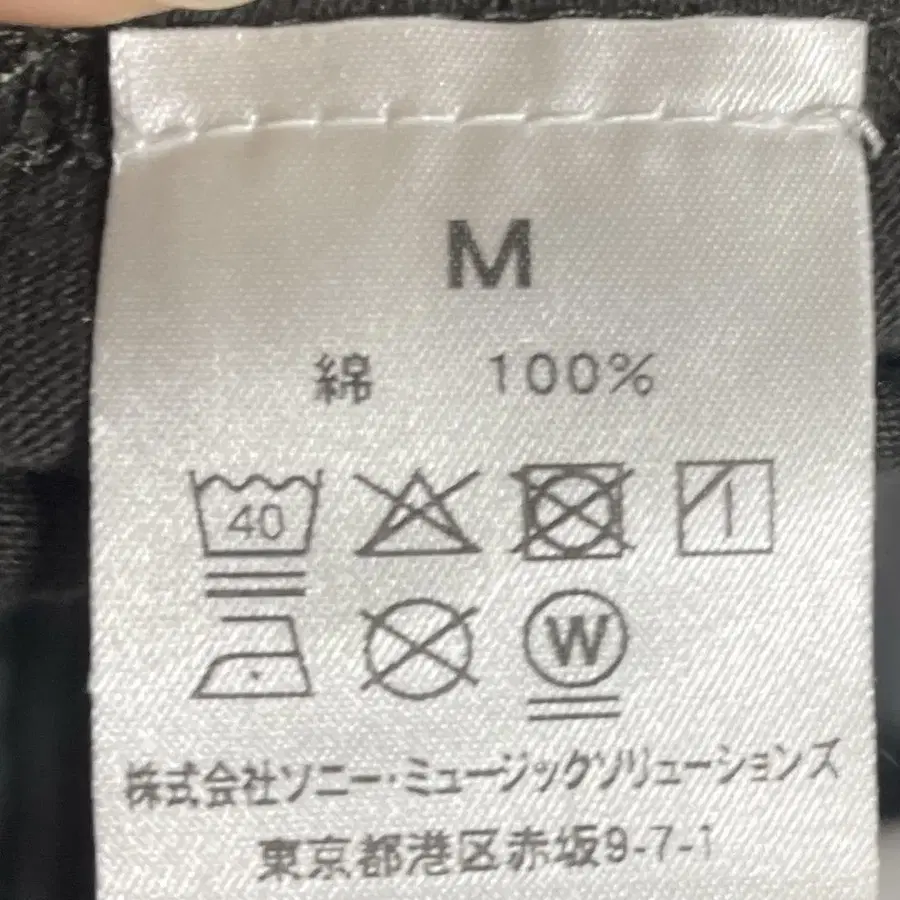 M
綿 100%
40
W
株式会社ソニー・ミュージックソリューションズ
東京都港区赤坂9-7-1